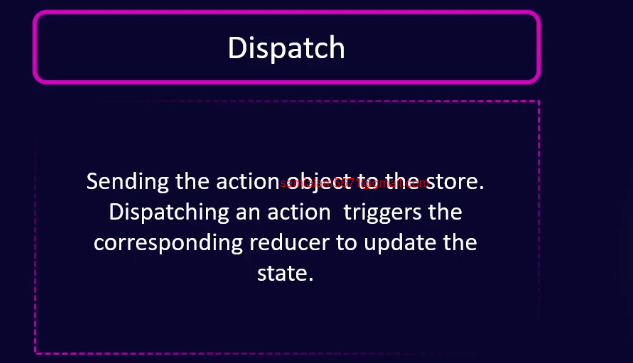 Dispatch
Sending the action object to the store.
Dispatching an action  triggers the
corresponding reducer to update the
state.